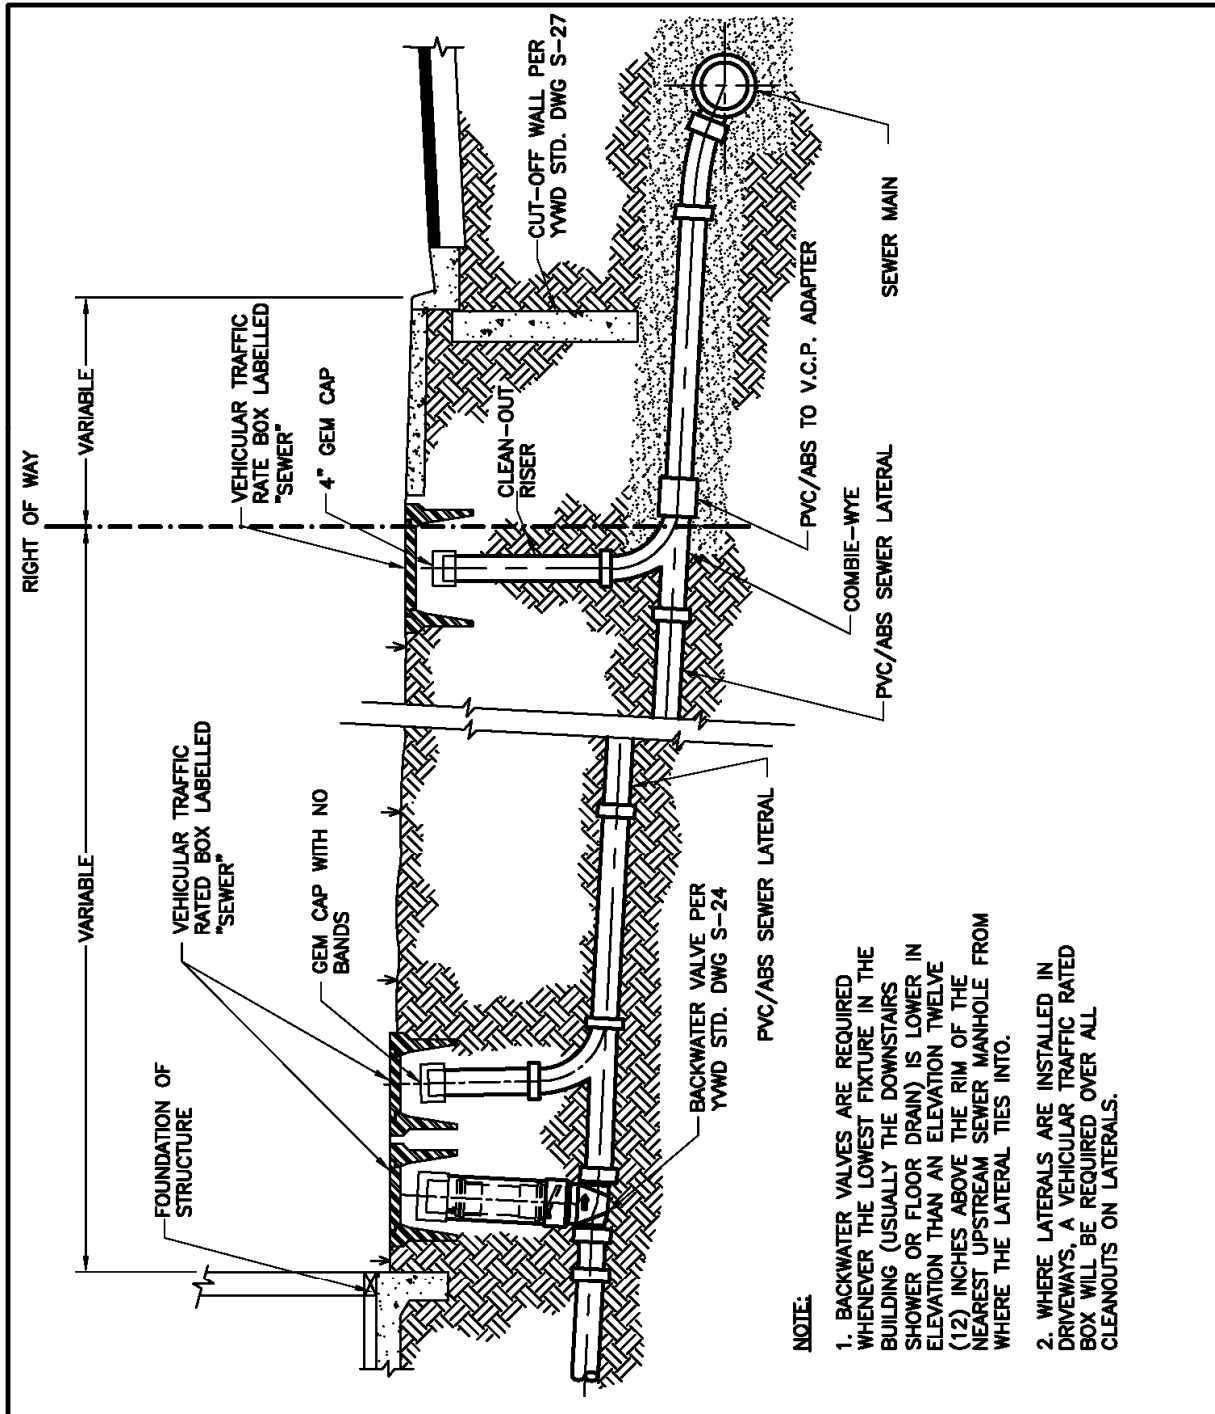 RIGHT OF WAY
VARIABLE
VARIABLE
FOUNDATION OF
STRUCTURE
VEHICULAR TRAFFIC
RATED BOX LABELLED
"SEWER"
GEM CAP WITH NO
BANDS
VEHICULAR TRAFFIC
RATE BOX LABELLED
"SEWER"
4" GEM CAP
CLEAN-OUT
RISER
CUT-OFF WALL PER
YVWD STD. DWG S-27
BACKWATER VALVE PER
YVWD STD. DWG S-24
PVC/ABS SEWER LATERAL
COMBIE-WYE
PVC/ABS SEWER LATERAL
PVC/ABS TO V.C.P. ADAPTER
SEWER MAIN
NOTE:
1. BACKWATER VALVES ARE REQUIRED
WHENEVER THE LOWEST FIXTURE IN THE
BUILDING (USUALLY THE DOWNSTAIRS
SHOWER OR FLOOR DRAIN) IS LOWER IN
ELEVATION THAN AN ELEVATION TWELVE
(12) INCHES ABOVE THE RIM OF THE
NEAREST UPSTREAM SEWER MANHOLE FROM
WHERE THE LATERAL TIES INTO.
2. WHERE LATERALS ARE INSTALLED IN
DRIVEWAYS, A VEHICULAR TRAFFIC RATED
BOX WILL BE REQUIRED OVER ALL
CLEANOUTS ON LATERALS.